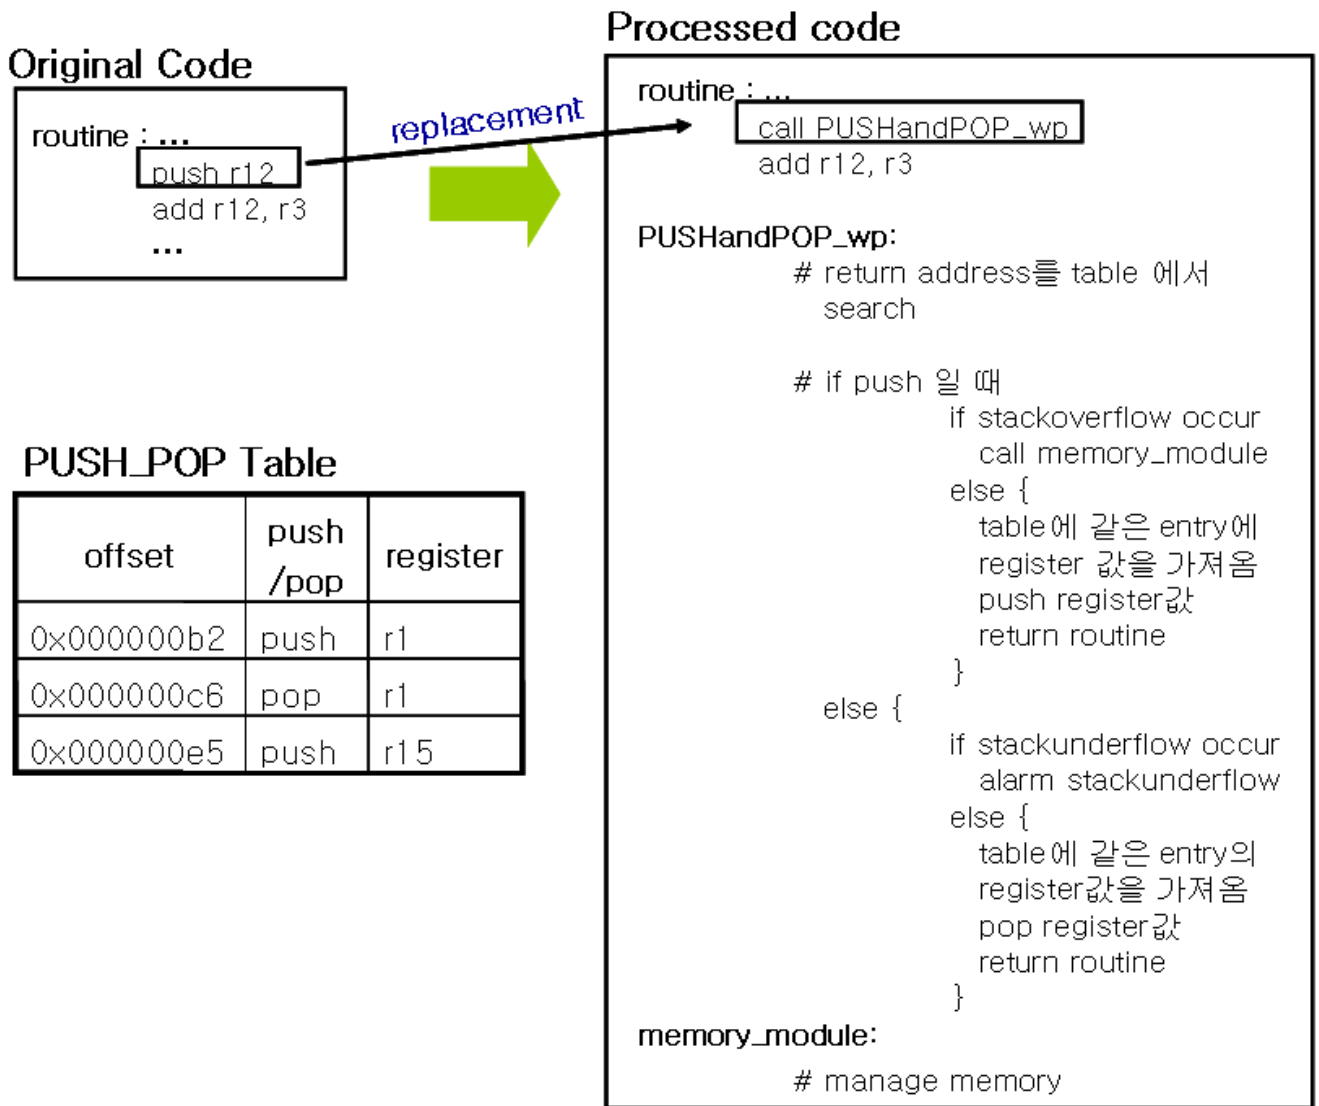 Original Code
routine : ...
push r12
add r12, r3
...
replacement
Processed code
routine : ...
call PUSHandPOP_wp
add r12, r3
PUSHandPOP_wp:
# return address를 table 에서
search
# if push 일 때
if stackoverflow occur
call memory_module
else {
table에 같은 entry에
register 값을 가져옴
push register값
return routine
}
else {
if stackunderflow occur
alarm stackunderflow
else {
table에 같은 entry의
register값을 가져옴
pop register값
return routine
}
memory_module:
# manage memory
PUSH_POP Table
offset push /pop register
0x000000b2 push r1
0x000000c6 pop r1
0x000000e5 push r15